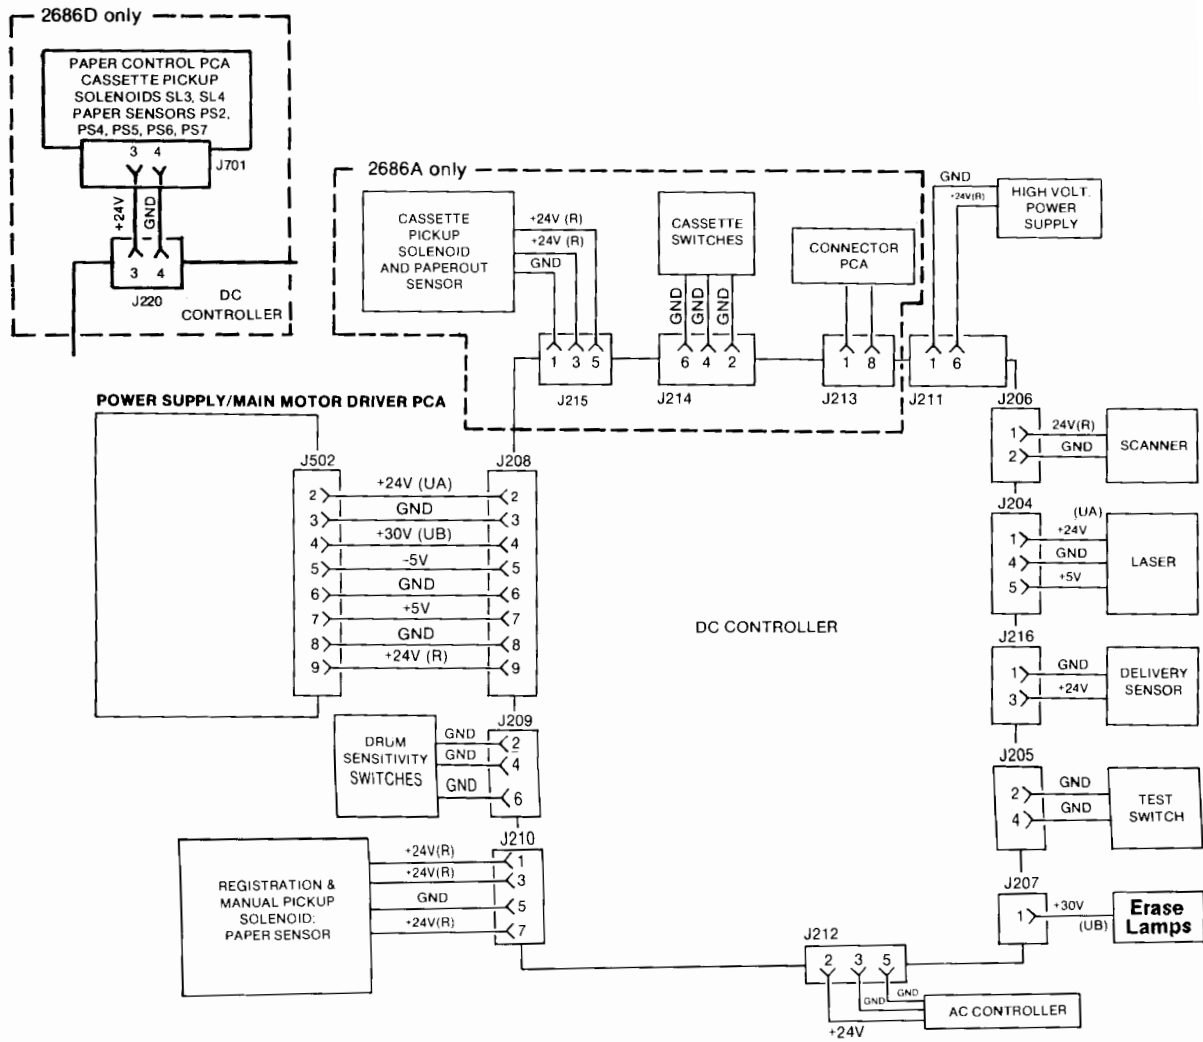 2686D only
PAPER CONTROL PCA
CASSETTE PICKUP
SOLENOIDS SL3, SL4
PAPER SENSORS PS2,
PS4, PS5, PS6, PS7
3 4
J701
+24V
GND
3 4
J220
DC
CONTROLLER
2686A only
CASSETTE
PICKUP
SOLENOID
AND PAPEROUT
SENSOR
+24V (R)
+24V (R)
GND
1 3 5
J215
CASSETTE
SWITCHES
GND
GND
GND
6 4 2
J214
CONNECTOR
PCA
1 8
J213
GND
+24V(R)
HIGH VOLT.
POWER
SUPPLY
1 6
J211
POWER SUPPLY/MAIN MOTOR DRIVER PCA
J502
J208
2 +24V (UA) 2
3 GND 3
4 +30V (UB) 4
5 -5V 5
6 GND 6
7 +5V 7
8 GND 8
9 +24V (R) 9
DC CONTROLLER
J206
1 24V(R)
2 GND
SCANNER
J204
(UA)
1 +24V
4 GND
5 +5V
LASER
J216
1 GND
3 +24V
DELIVERY
SENSOR
J205
2 GND
4 GND
TEST
SWITCH
J207
1 +30V
(UB)
Erase
Lamps
J209
DRUM
SENSITIVITY
SWITCHES
GND 2
GND 4
GND 6
J210
REGISTRATION &
MANUAL PICKUP
SOLENOID:
PAPER SENSOR
+24V(R) 1
+24V(R) 3
GND 5
+24V(R) 7
J212
2 3 5
GND
GND
+24V
AC CONTROLLER